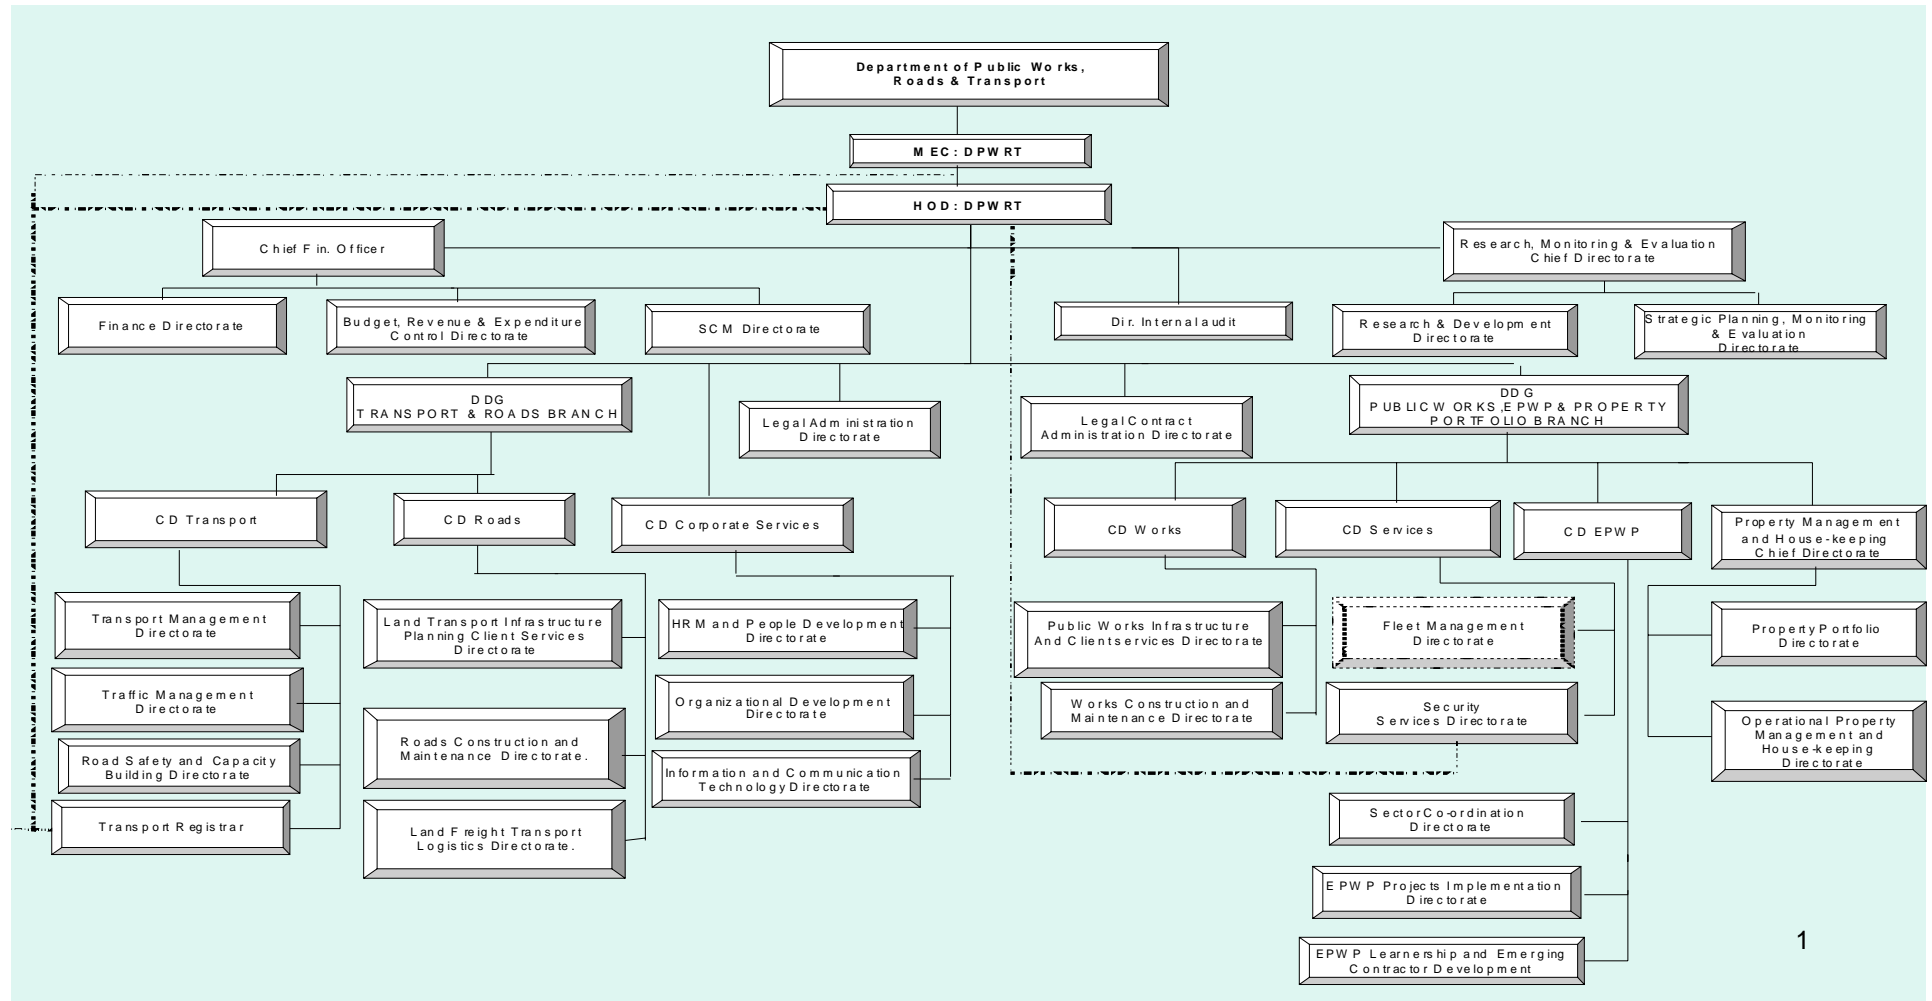 Department of Public Works,
Roads & Transport
MEC: DPWRT
HOD: DPWRT
Chief Fin. Officer
Research, Monitoring & Evaluation
Chief Directorate
Finance Directorate
Budget, Revenue & Expenditure
Control Directorate
SCM Directorate
Dir. Internal audit
Research & Development
Directorate
Strategic Planning, Monitoring
& Evaluation
Directorate
DDG
TRANSPORT & ROADS BRANCH
Legal Administration
Directorate
Legal Contract
Administration Directorate
DDG
PUBLIC WORKS ,EPWP & PROPERTY
PORTFOLIO BRANCH
CD Transport
CD Roads
CD Corporate Services
CD Works
CD Services
CD EPWP
Property Management
and House-keeping
Chief Directorate
Transport Management
Directorate
Land Transport Infrastructure
Planning Client Services
Directorate
HRM and People Development
Directorate
Public Works Infrastructure
And Client services Directorate
Fleet Management
Directorate
Property Portfolio
Directorate
Traffic Management
Directorate
Organizational Development
Directorate
Works Construction and
Maintenance Directorate
Security
Services Directorate
Operational Property
Management and
House-keeping
Directorate
Road Safety and Capacity
Building Directorate
Roads Construction and
Maintenance Directorate.
Information and Communication
Technology Directorate
Transport Registrar
Land Freight Transport
Logistics Directorate.
Sector Co-ordination
Directorate
EPWP Projects Implementation
Directorate
EPWP Learnership and Emerging
Contractor Development
1